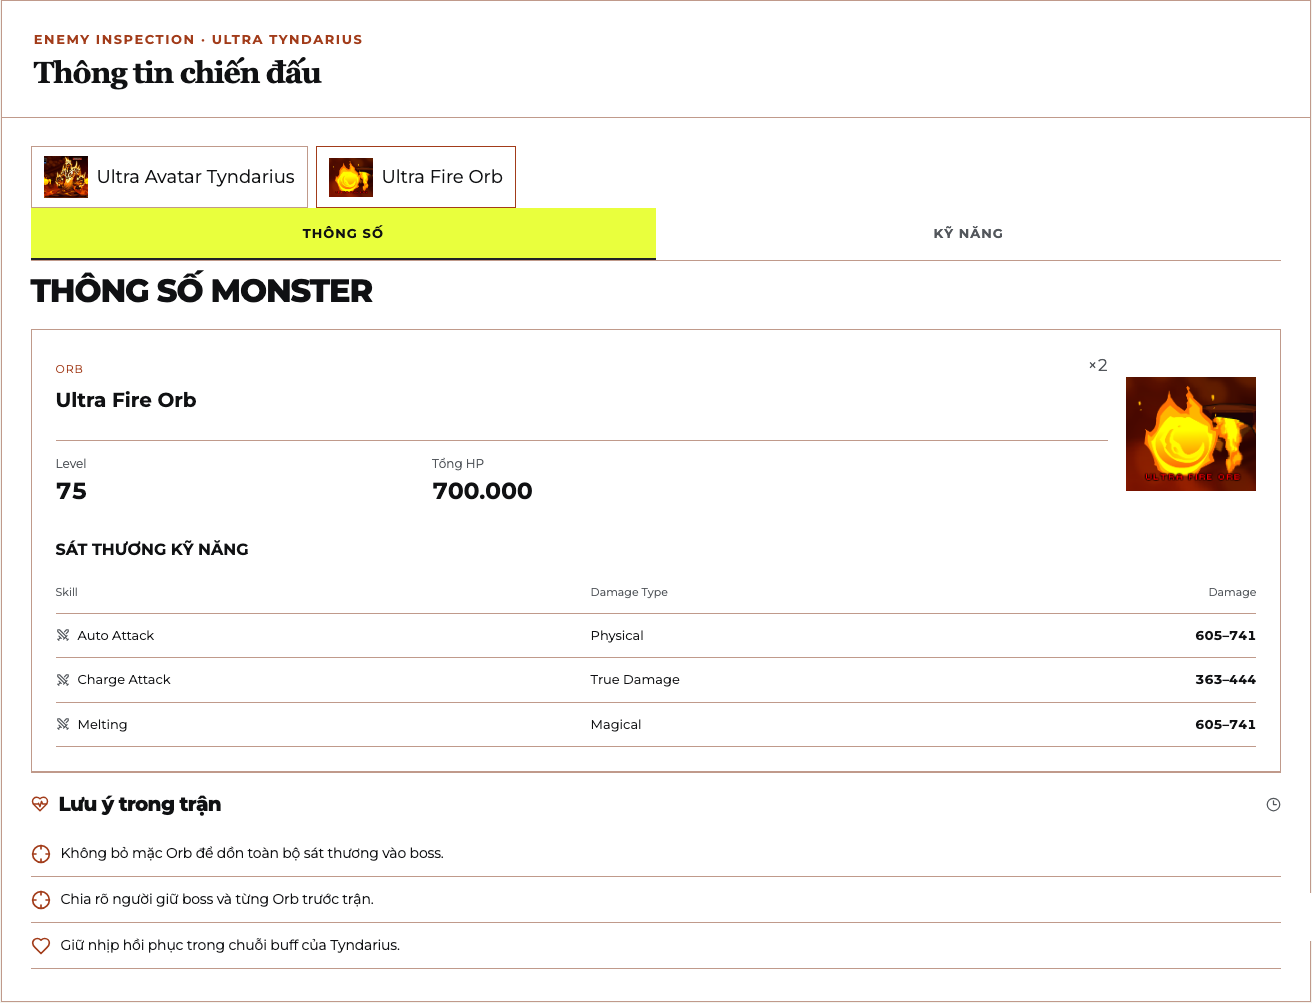 ENEMY INSPECTION · ULTRA TYNDARIUS
Thông tin chiến đấu
Ultra Avatar Tyndarius
Ultra Fire Orb
THÔNG SỐ
KỸ NĂNG
THÔNG SỐ MONSTER
ORB
×2
Ultra Fire Orb
ULTRA FIRE ORB
Level
Tổng HP
75
700.000
SÁT THƯƠNG KỸ NĂNG
Skill Damage Type Damage
Auto Attack Physical 605–741
Charge Attack True Damage 363–444
Melting Magical 605–741
Lưu ý trong trận
Không bỏ mặc Orb để dồn toàn bộ sát thương vào boss.
Chia rõ người giữ boss và từng Orb trước trận.
Giữ nhịp hồi phục trong chuỗi buff của Tyndarius.